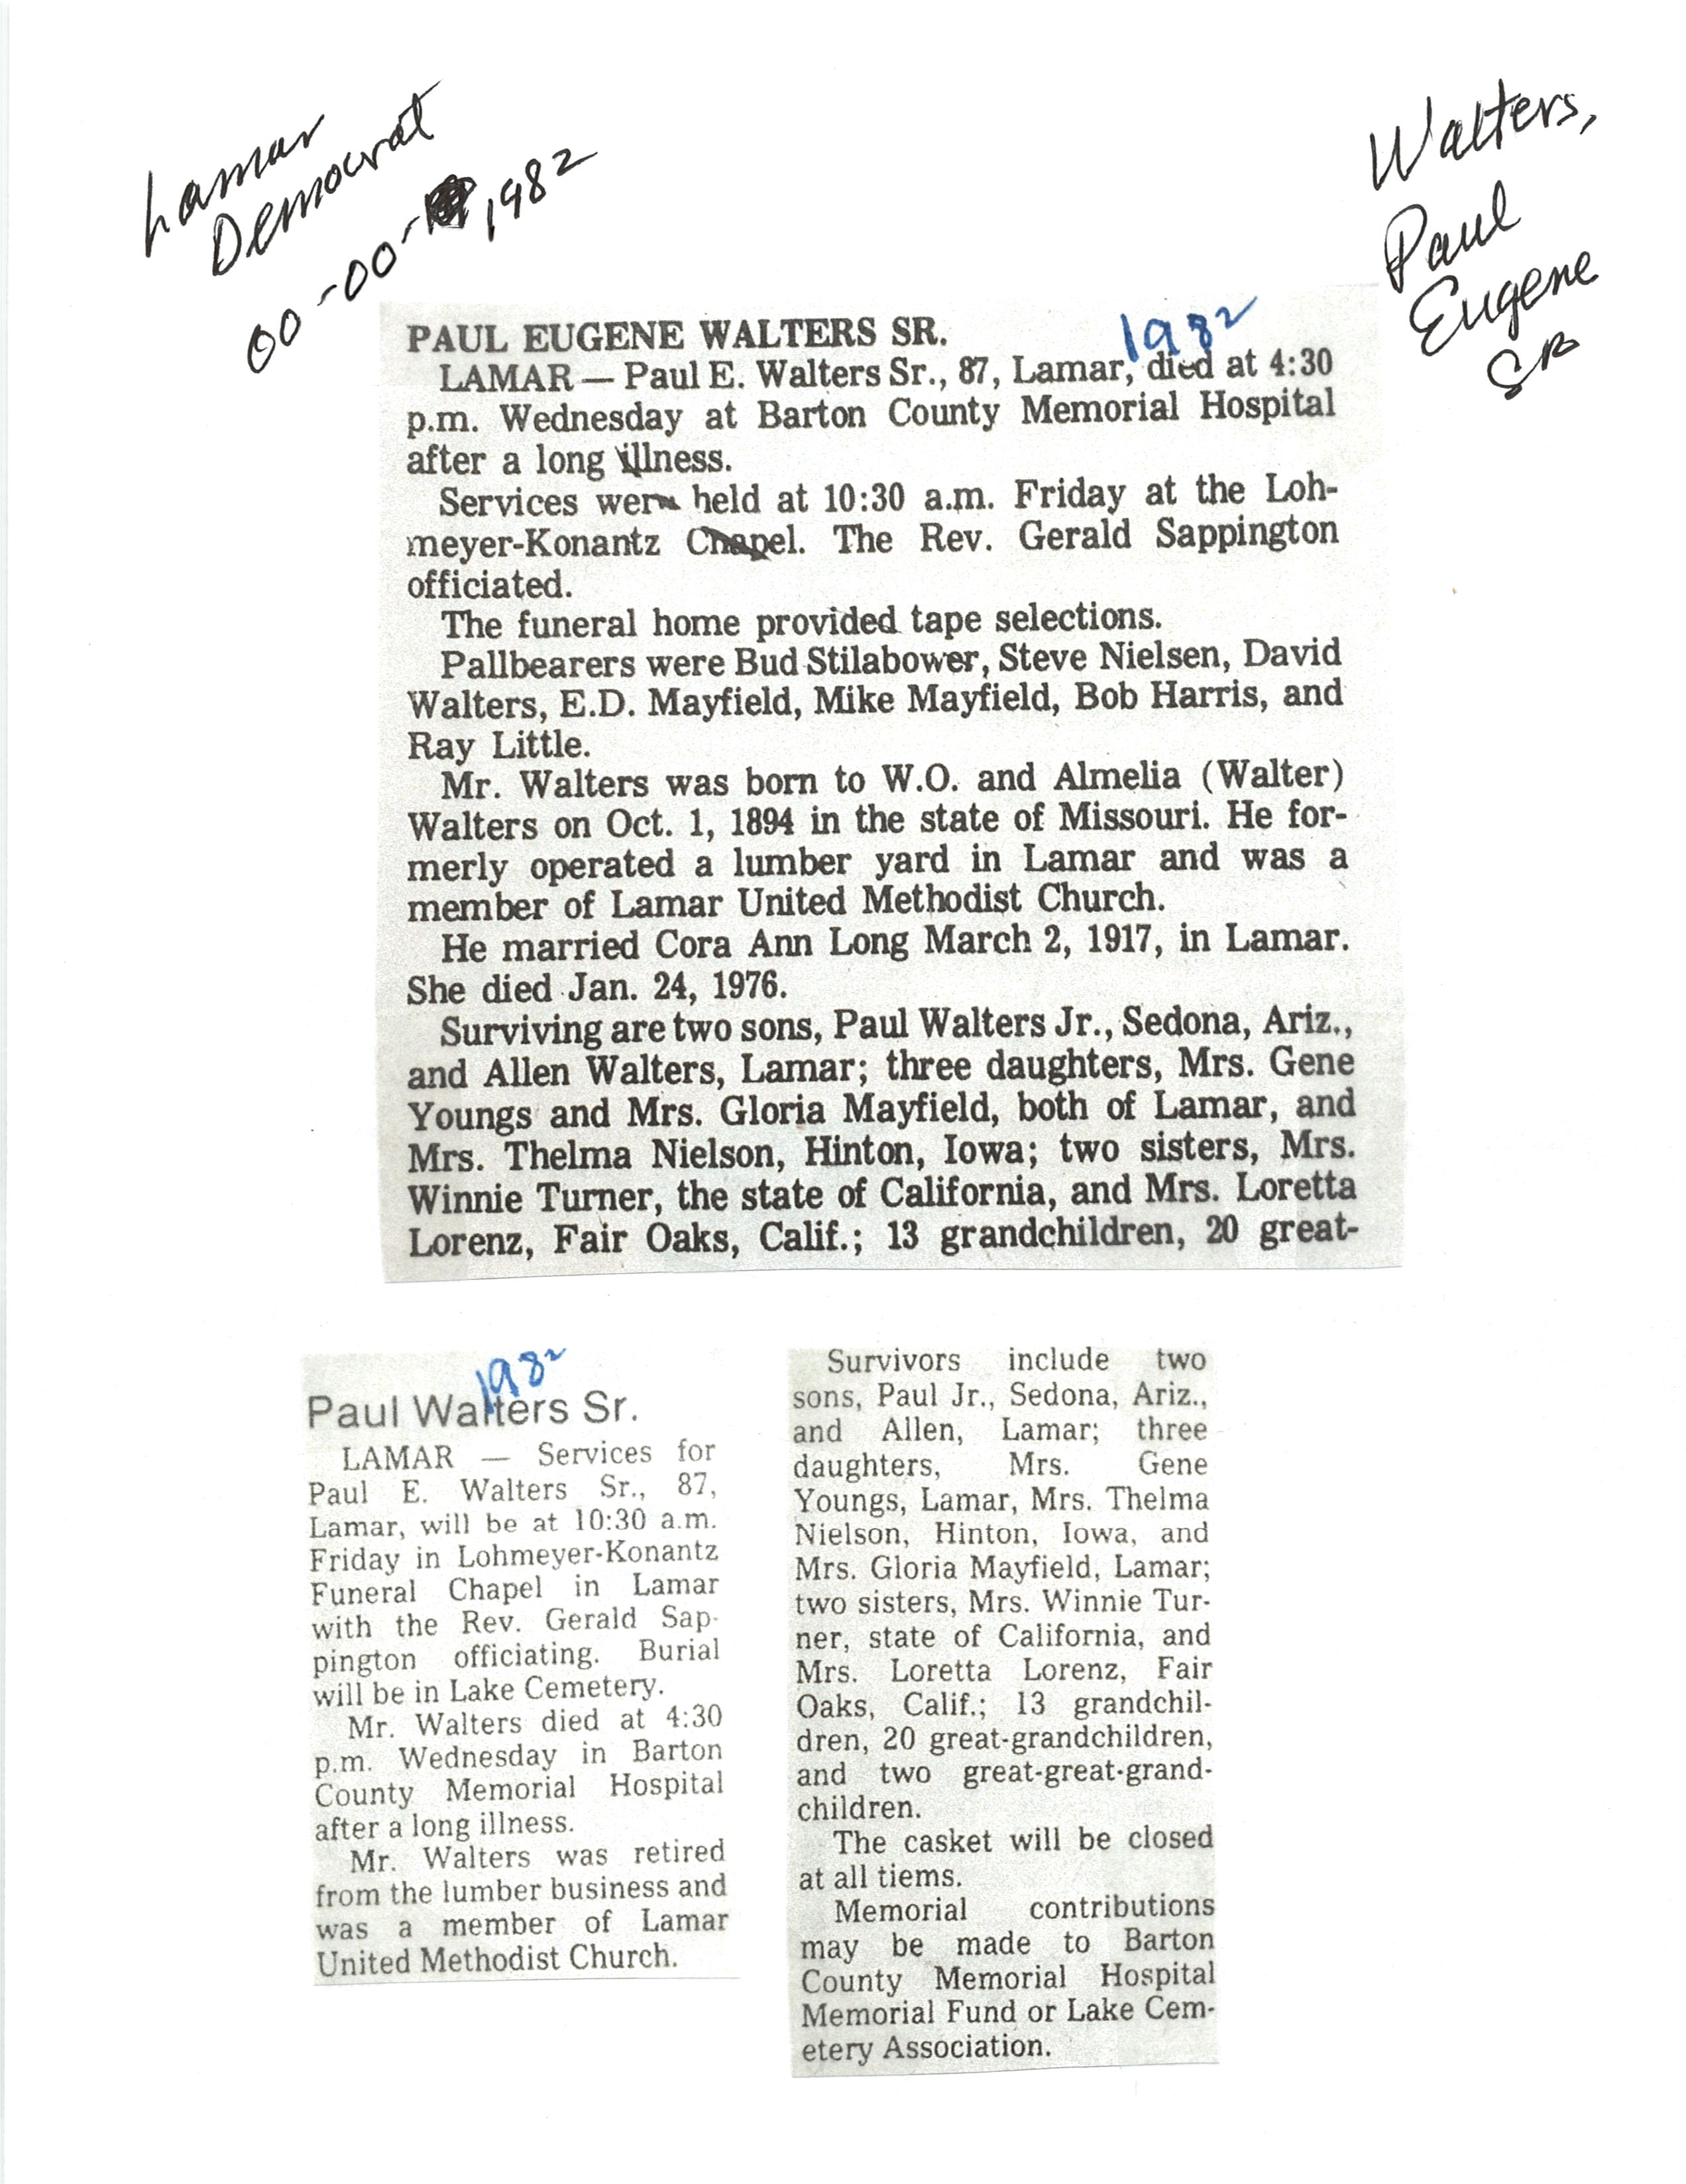 Lamar
Democrat
00-00-1982
Walters,
Paul
Eugene
SR
1982
PAUL EUGENE WALTERS SR.
LAMAR — Paul E. Walters Sr., 87, Lamar, died at 4:30
p.m. Wednesday at Barton County Memorial Hospital
after a long illness.
Services were held at 10:30 a.m. Friday at the Loh-
meyer-Konantz Chapel. The Rev. Gerald Sappington
officiated.
The funeral home provided tape selections.
Pallbearers were Bud Stilabower, Steve Nielsen, David
Walters, E.D. Mayfield, Mike Mayfield, Bob Harris, and
Ray Little.
Mr. Walters was born to W.O. and Almelia (Walter)
Walters on Oct. 1, 1894 in the state of Missouri. He for-
merly operated a lumber yard in Lamar and was a
member of Lamar United Methodist Church.
He married Cora Ann Long March 2, 1917, in Lamar.
She died Jan. 24, 1976.
Surviving are two sons, Paul Walters Jr., Sedona, Ariz.,
and Allen Walters, Lamar; three daughters, Mrs. Gene
Youngs and Mrs. Gloria Mayfield, both of Lamar, and
Mrs. Thelma Nielson, Hinton, Iowa; two sisters, Mrs.
Winnie Turner, the state of California, and Mrs. Loretta
Lorenz, Fair Oaks, Calif.; 13 grandchildren, 20 great-
1982
Paul Walters Sr.
LAMAR — Services for
Paul E. Walters Sr., 87,
Lamar, will be at 10:30 a.m.
Friday in Lohmeyer-Konantz
Funeral Chapel in Lamar
with the Rev. Gerald Sap-
pington officiating. Burial
will be in Lake Cemetery.
Mr. Walters died at 4:30
p.m. Wednesday in Barton
County Memorial Hospital
after a long illness.
Mr. Walters was retired
from the lumber business and
was a member of Lamar
United Methodist Church.
Survivors include two
sons, Paul Jr., Sedona, Ariz.,
and Allen, Lamar; three
daughters, Mrs. Gene
Youngs, Lamar, Mrs. Thelma
Nielson, Hinton, Iowa, and
Mrs. Gloria Mayfield, Lamar;
two sisters, Mrs. Winnie Tur-
ner, state of California, and
Mrs. Loretta Lorenz, Fair
Oaks, Calif.; 13 grandchil-
dren, 20 great-grandchildren,
and two great-great-grand-
children.
The casket will be closed
at all tiems.
Memorial contributions
may be made to Barton
County Memorial Hospital
Memorial Fund or Lake Cem-
etery Association.